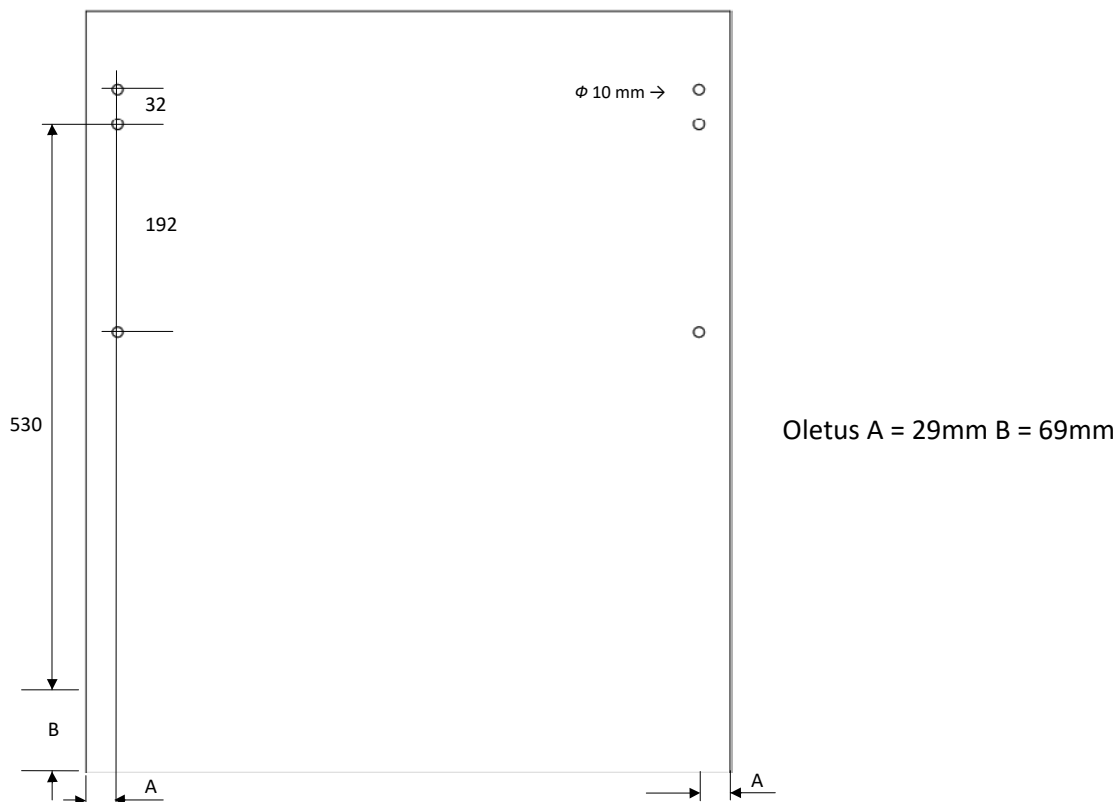 32
Φ 10 mm →
192
530
Oletus A = 29mm B = 69mm
B
A
A